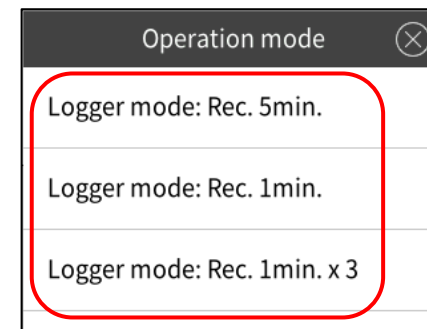 Operation mode
Logger mode: Rec. 5min.
Logger mode: Rec. 1min.
Logger mode: Rec. 1min. x 3